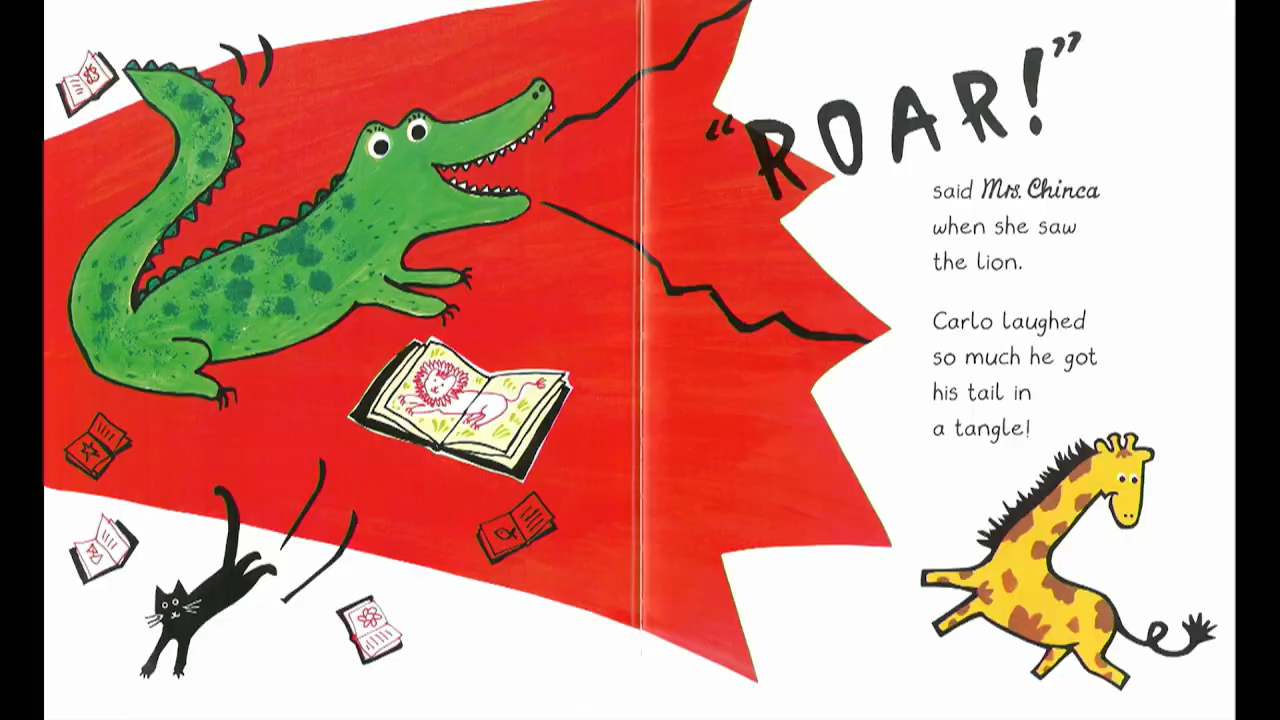 “ROAR!”
said Mrs. Chinca
when she saw
the lion.
Carlo laughed
so much he got
his tail in
a tangle!